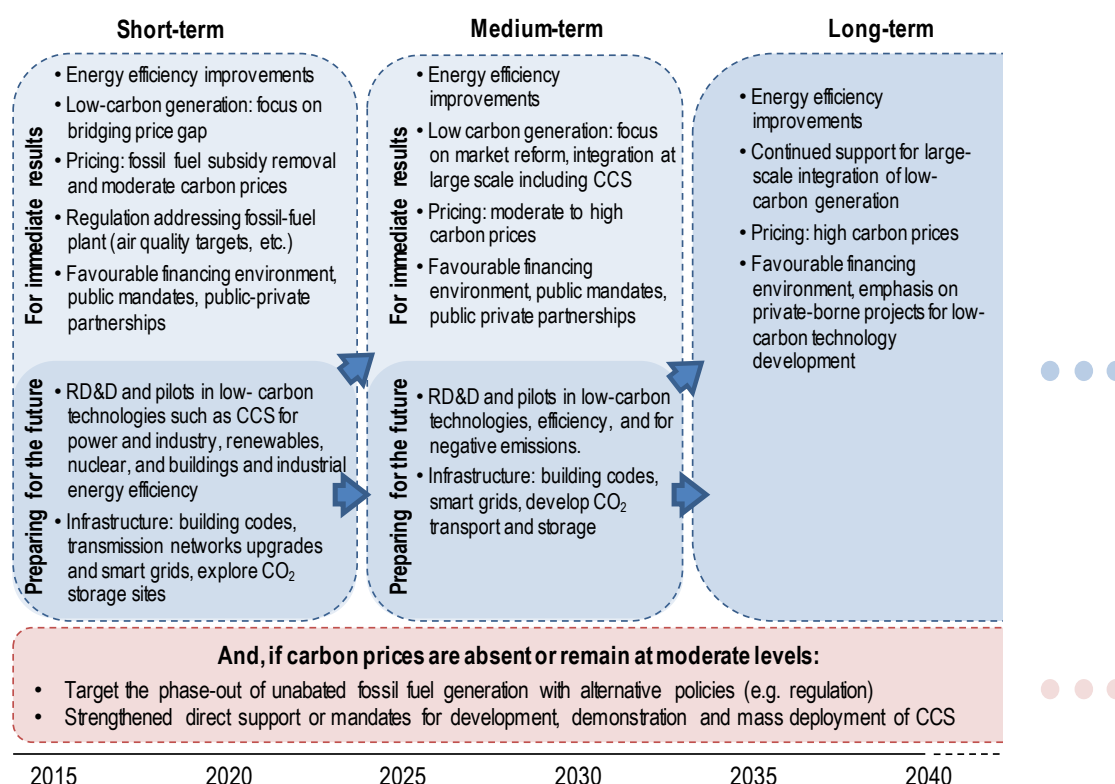 Short-term
For immediate results
• Energy efficiency improvements
• Low-carbon generation: focus on
bridging price gap
• Pricing: fossil fuel subsidy removal
and moderate carbon prices
• Regulation addressing fossil-fuel
plant (air quality targets, etc.)
• Favourable financing environment,
public mandates, public-private
partnerships
Preparing for the future
• RD&D and pilots in low- carbon
technologies such as CCS for
power and industry, renewables,
nuclear, and buildings and industrial
energy efficiency
• Infrastructure: building codes,
transmission networks upgrades
and smart grids, explore CO₂
storage sites
Medium-term
For immediate results
• Energy efficiency
improvements
• Low carbon generation: focus
on market reform, integration at
large scale including CCS
• Pricing: moderate to high
carbon prices
• Favourable financing
environment, public mandates,
public private partnerships
Preparing for the future
• RD&D and pilots in low-carbon
technologies, efficiency, and for
negative emissions.
• Infrastructure: building codes,
smart grids, develop CO₂
transport and storage
Long-term
• Energy efficiency
improvements
• Continued support for large-
scale integration of low-
carbon generation
• Pricing: high carbon prices
• Favourable financing
environment, emphasis on
private-borne projects for low-
carbon technology
development
And, if carbon prices are absent or remain at moderate levels:
• Target the phase-out of unabated fossil fuel generation with alternative policies (e.g. regulation)
• Strengthened direct support or mandates for development, demonstration and mass deployment of CCS
2015 2020 2025 2030 2035 2040